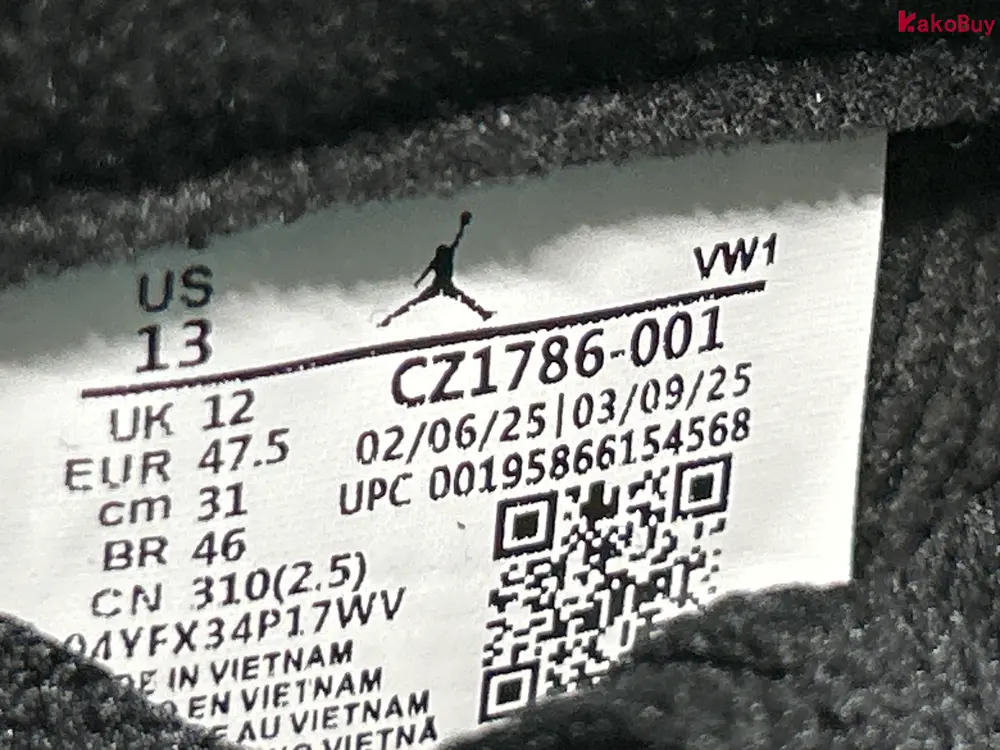 KakoBuy
US
13
VW1
UK 12
EUR 47.5
cm 31
BR 46
CN 310(2.5)
CZ1786-001
02/06/25|03/09/25
UPC 00195866154568
04YFX34P17WV
IN VIETNAM
EN VIETNAM
AU VIETNAM